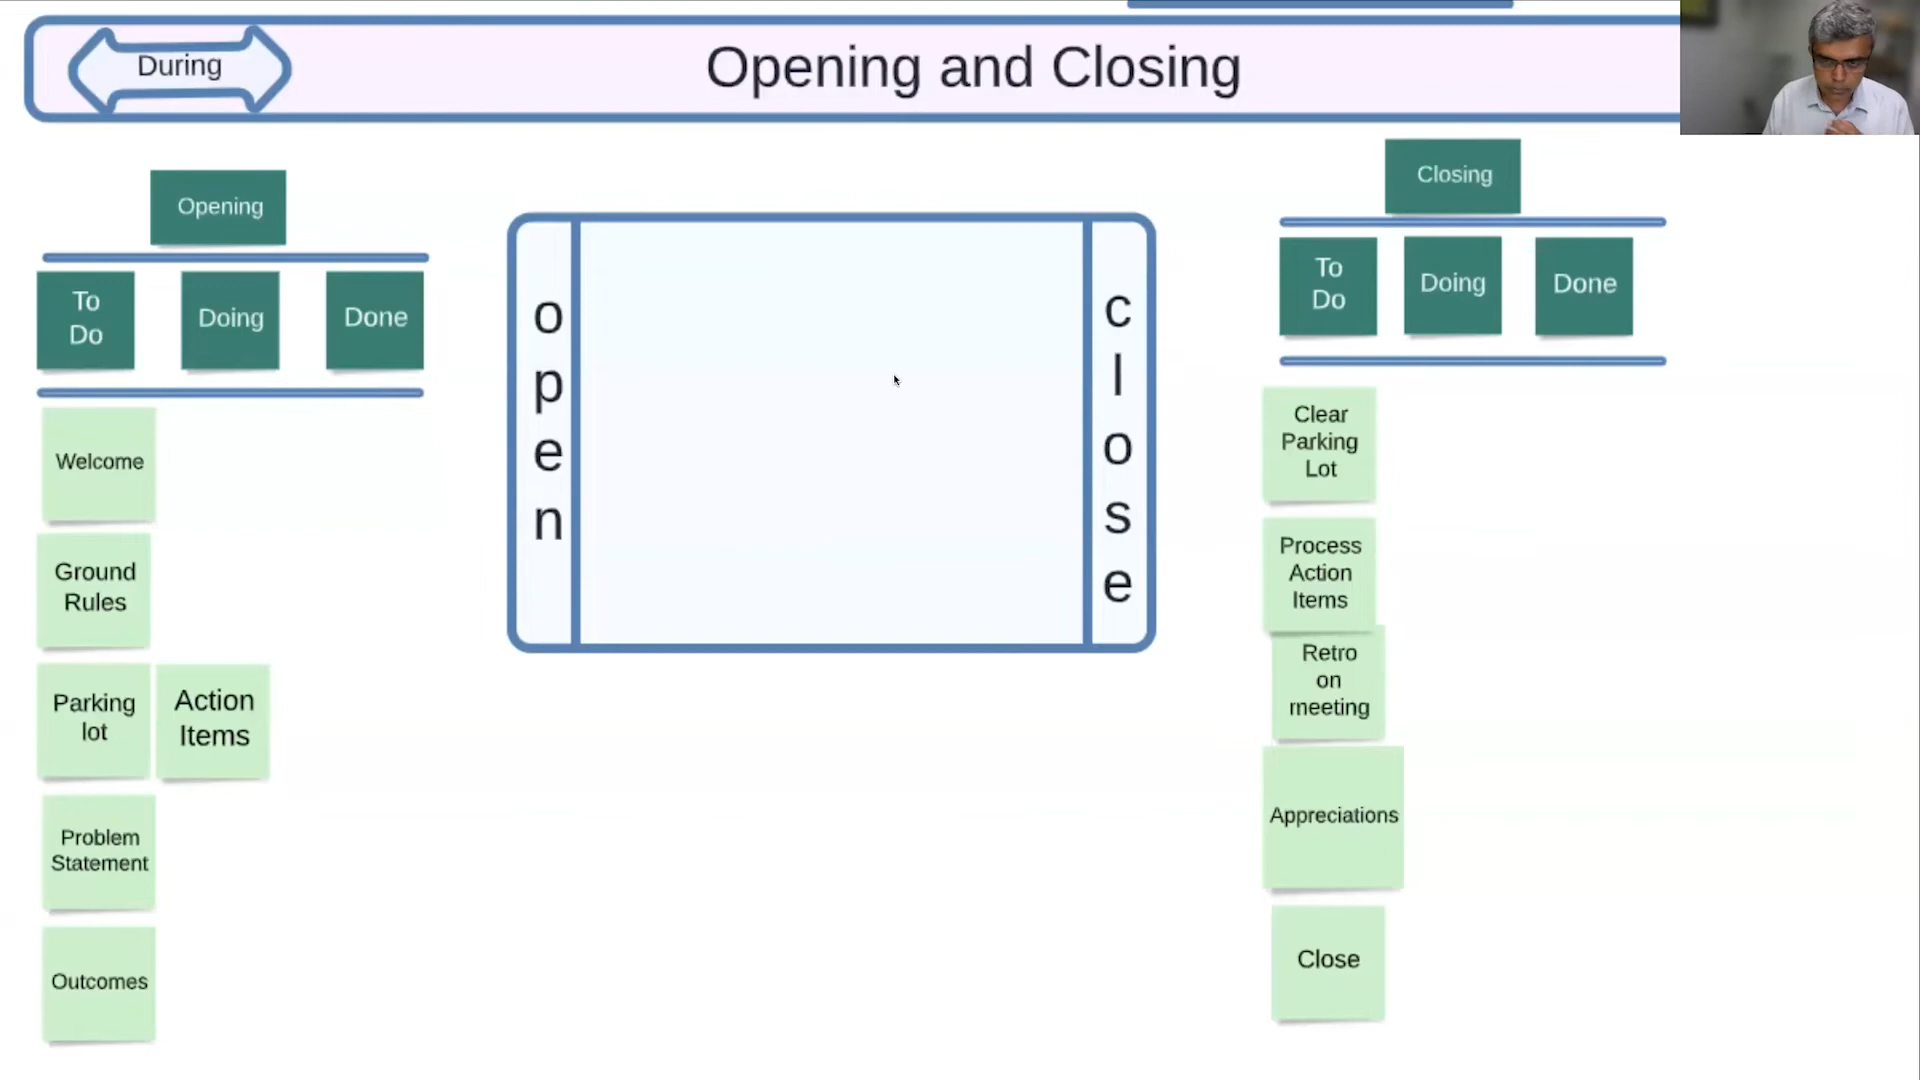 During
Opening and Closing
Opening
To
Do
Doing
Done
Welcome
Ground
Rules
Parking
lot
Action
Items
Problem
Statement
Outcomes
o
p
e
n
c
l
o
s
e
Closing
To
Do
Doing
Done
Clear
Parking
Lot
Process
Action
Items
Retro
on
meeting
Appreciations
Close